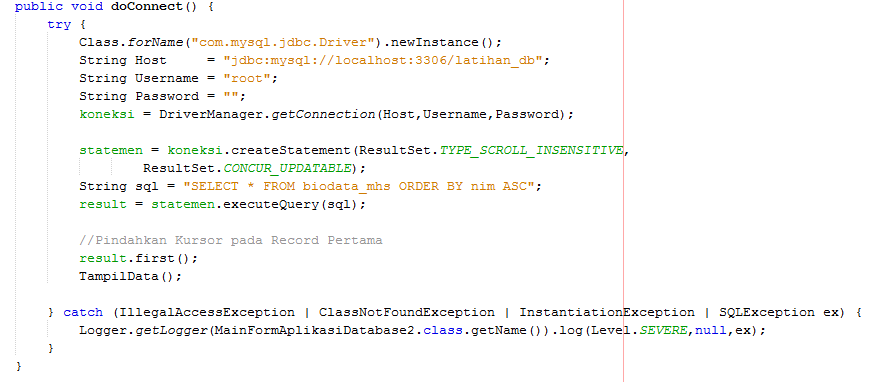 public void doConnect() {
try {
Class.forName("com.mysql.jdbc.Driver").newInstance();
String Host     = "jdbc:mysql://localhost:3306/latihan_db";
String Username = "root";
String Password = "";
koneksi = DriverManager.getConnection(Host,Username,Password);
statemen = koneksi.createStatement(ResultSet.TYPE_SCROLL_INSENSITIVE,
ResultSet.CONCUR_UPDATABLE);
String sql = "SELECT * FROM biodata_mhs ORDER BY nim ASC";
result = statemen.executeQuery(sql);
//Pindahkan Kursor pada Record Pertama
result.first();
TampilData();
} catch (IllegalAccessException | ClassNotFoundException | InstantiationException | SQLException ex) {
Logger.getLogger(MainFormAplikasiDatabase2.class.getName()).log(Level.SEVERE,null,ex);
}
}